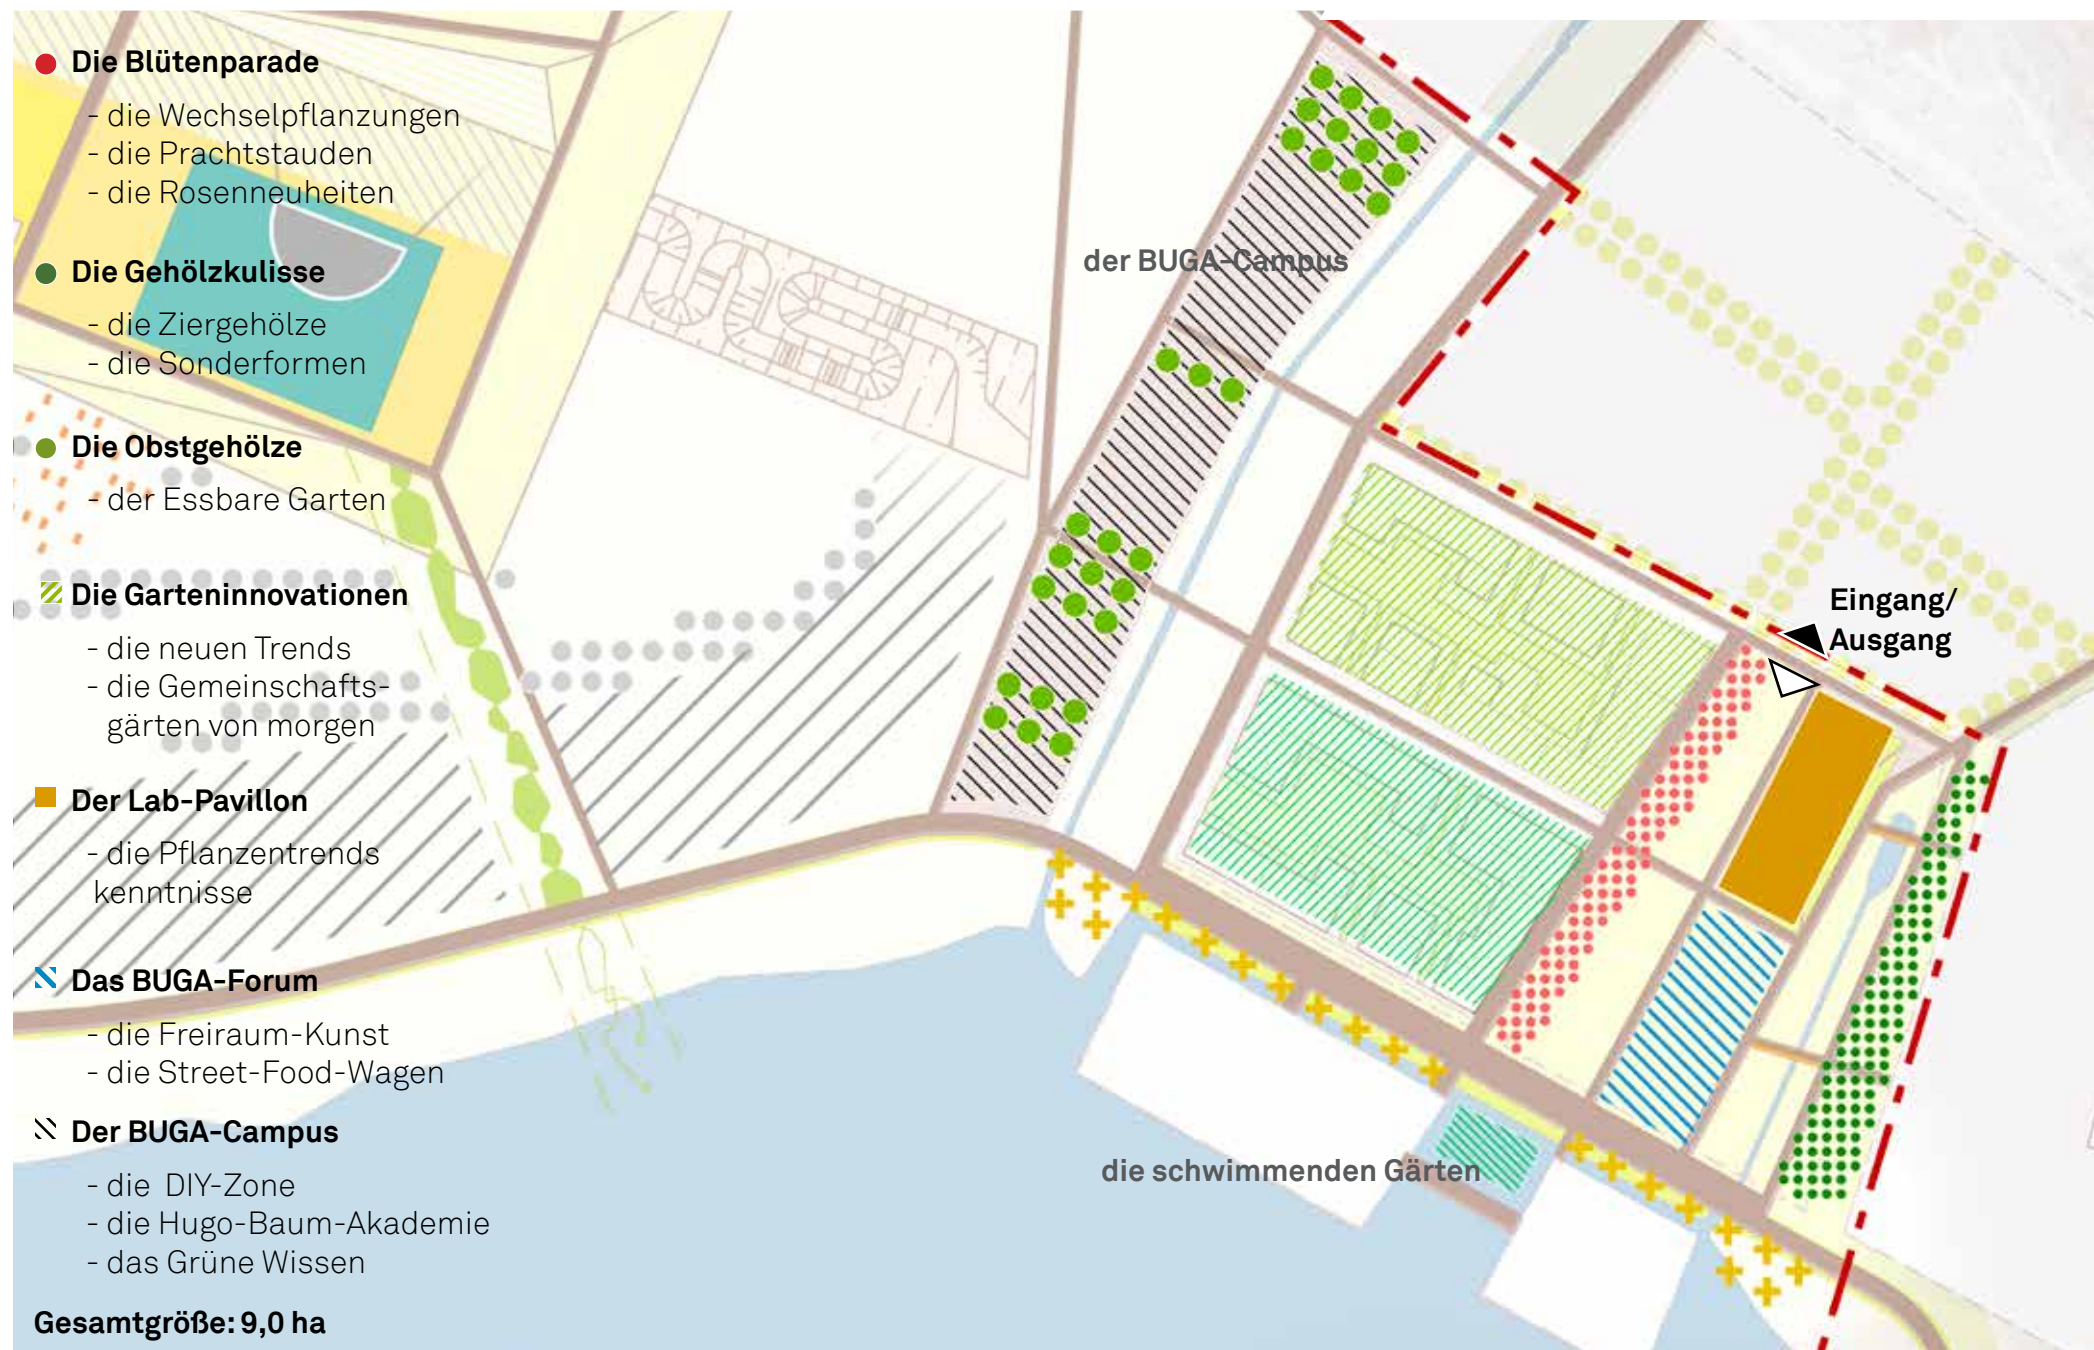 Die Blütenparade
- die Wechselpflanzungen
- die Prachtstauden
- die Rosenneuheiten
Die Gehölzkulisse
- die Ziergehölze
- die Sonderformen
Die Obstgehölze
- der Essbare Garten
Die Garteninnovationen
- die neuen Trends
- die Gemeinschafts-
gärten von morgen
Der Lab-Pavillon
- die Pflanzentrends
kenntnisse
Das BUGA-Forum
- die Freiraum-Kunst
- die Street-Food-Wagen
Der BUGA-Campus
- die DIY-Zone
- die Hugo-Baum-Akademie
- das Grüne Wissen
Gesamtgröße: 9,0 ha
der BUGA-Campus
Eingang/
Ausgang
die schwimmenden Gärten